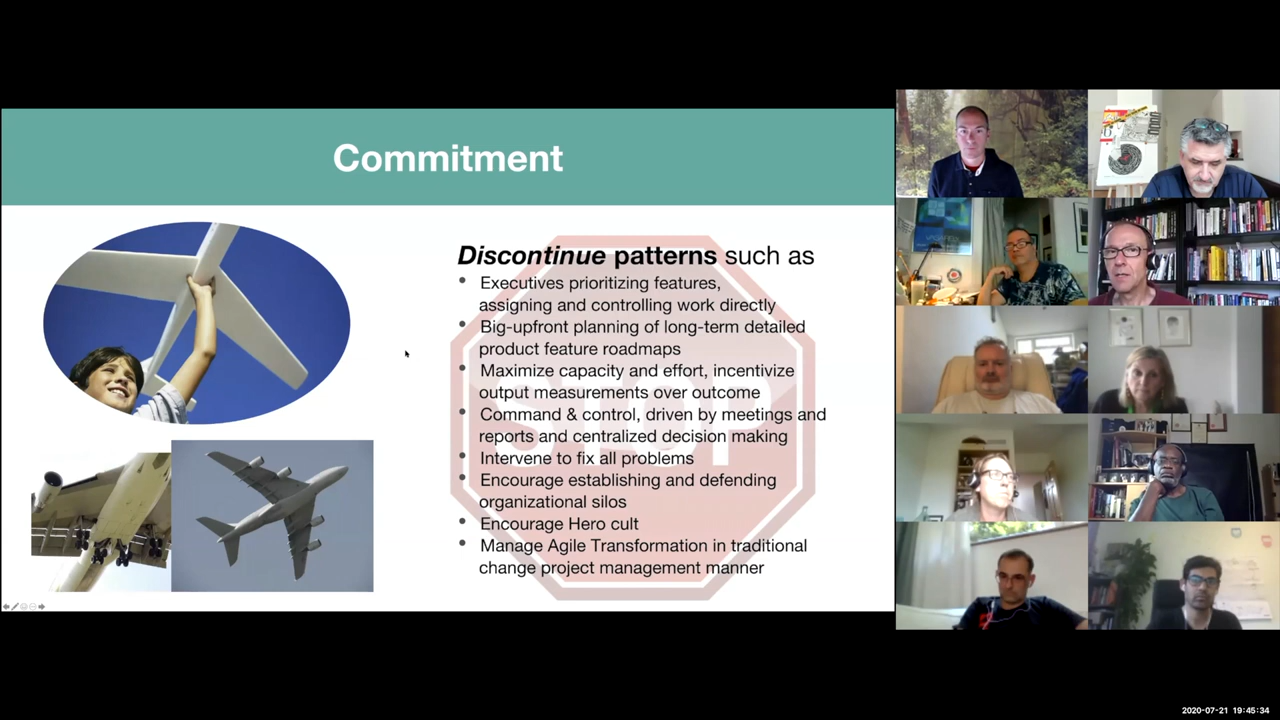 Commitment
Discontinue patterns such as
• Executives prioritizing features,
assigning and controlling work directly
• Big-upfront planning of long-term detailed
product feature roadmaps
• Maximize capacity and effort, incentivize
output measurements over outcome
• Command & control, driven by meetings and
reports and centralized decision making
• Intervene to fix all problems
• Encourage establishing and defending
organizational silos
• Encourage Hero cult
• Manage Agile Transformation in traditional
change project management manner
STOP
2020-07-21 19:45:34